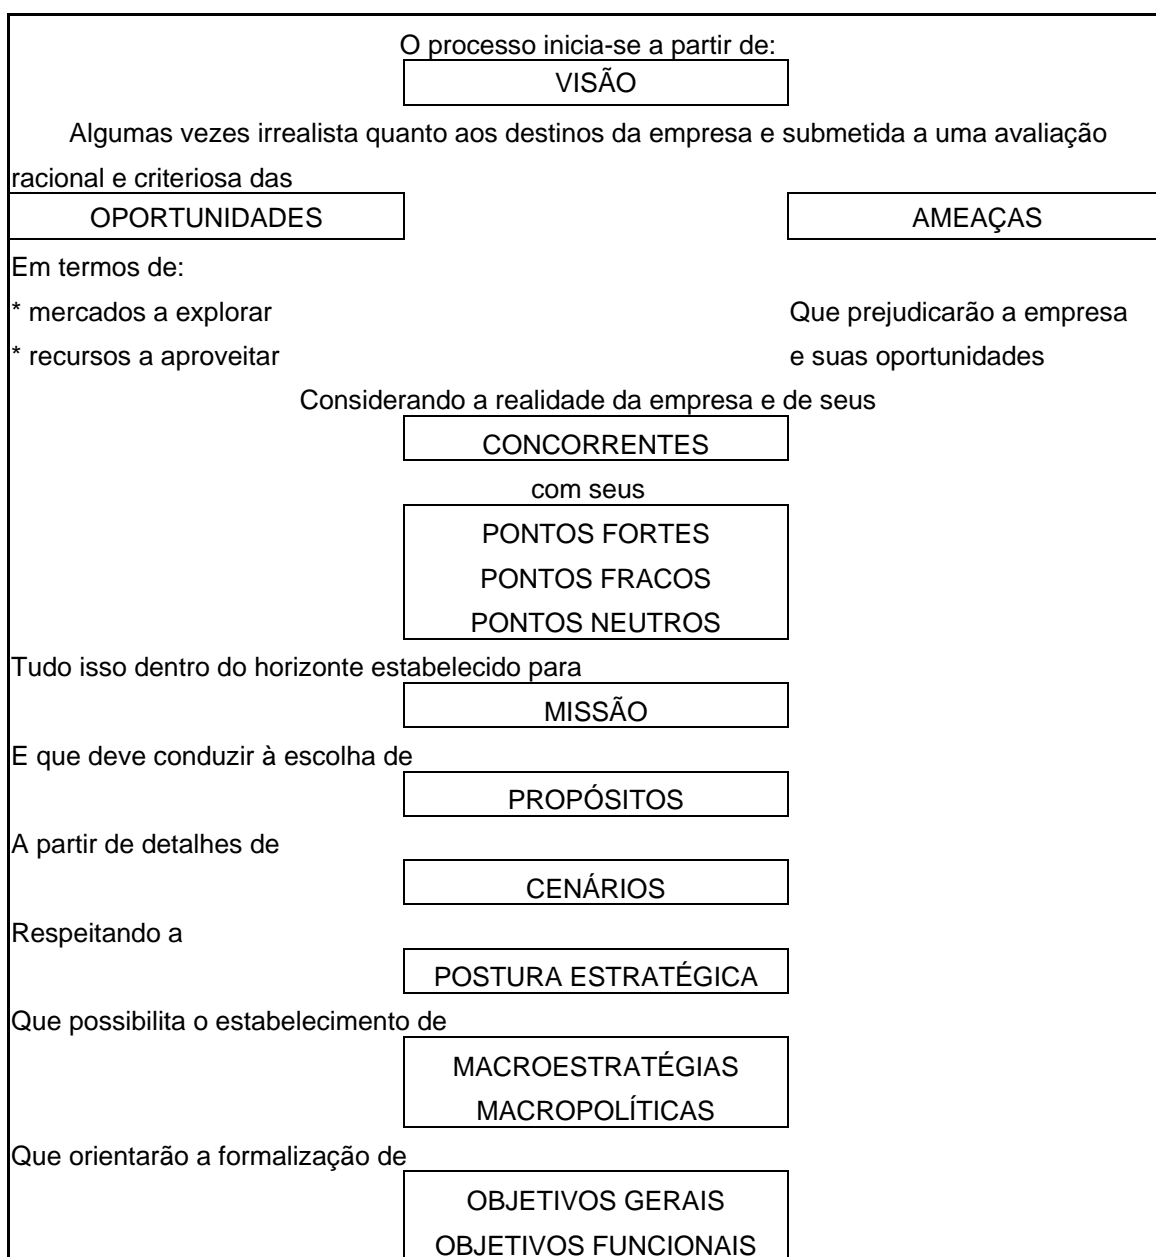 O processo inicia-se a partir de:
VISÃO
Algumas vezes irrealista quanto aos destinos da empresa e submetida a uma avaliação
racional e criteriosa das
OPORTUNIDADES
AMEAÇAS
Em termos de:
* mercados a explorar
Que prejudicarão a empresa
* recursos a aproveitar
e suas oportunidades
Considerando a realidade da empresa e de seus
CONCORRENTES
com seus
PONTOS FORTES
PONTOS FRACOS
PONTOS NEUTROS
Tudo isso dentro do horizonte estabelecido para
MISSÃO
E que deve conduzir à escolha de
PROPÓSITOS
A partir de detalhes de
CENÁRIOS
Respeitando a
POSTURA ESTRATÉGICA
Que possibilita o estabelecimento de
MACROESTRATÉGIAS
MACROPOLÍTICAS
Que orientarão a formalização de
OBJETIVOS GERAIS
OBJETIVOS FUNCIONAIS